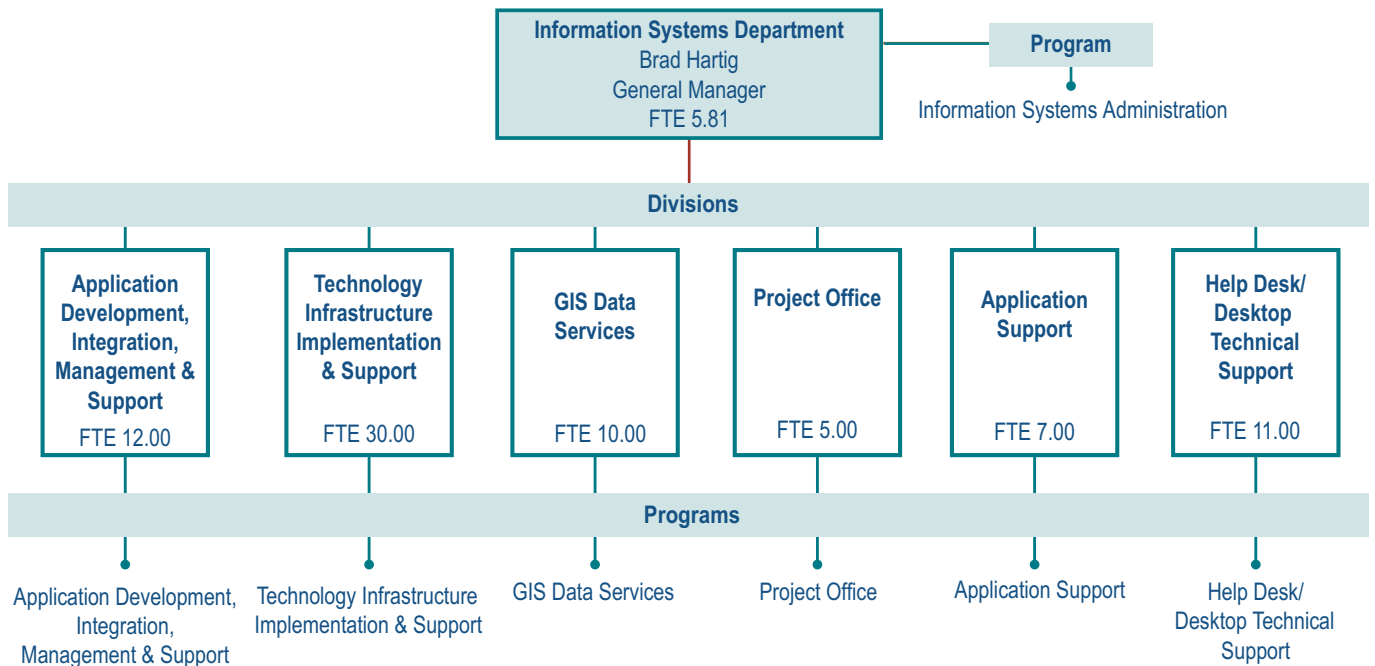 Information Systems Department
Brad Hartig
General Manager
FTE 5.81
Program
Information Systems Administration
Divisions
Application
Development,
Integration,
Management &
Support
FTE 12.00
Technology
Infrastructure
Implementation
& Support
FTE 30.00
GIS Data
Services
FTE 10.00
Project Office
FTE 5.00
Application
Support
FTE 7.00
Help Desk/
Desktop
Technical
Support
FTE 11.00
Programs
Application Development,
Integration,
Management & Support
Technology Infrastructure
Implementation & Support
GIS Data Services
Project Office
Application Support
Help Desk/
Desktop Technical
Support